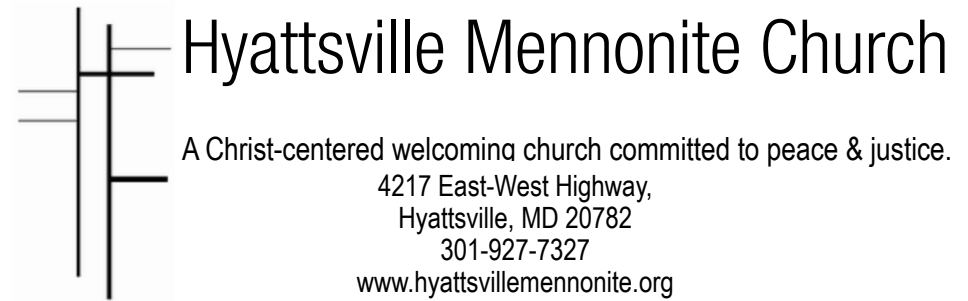 Hyattsville Mennonite Church
A Christ-centered welcoming church committed to peace & justice.
4217 East-West Highway,
Hyattsville, MD 20782
301-927-7327
www.hyattsvillemennonite.org